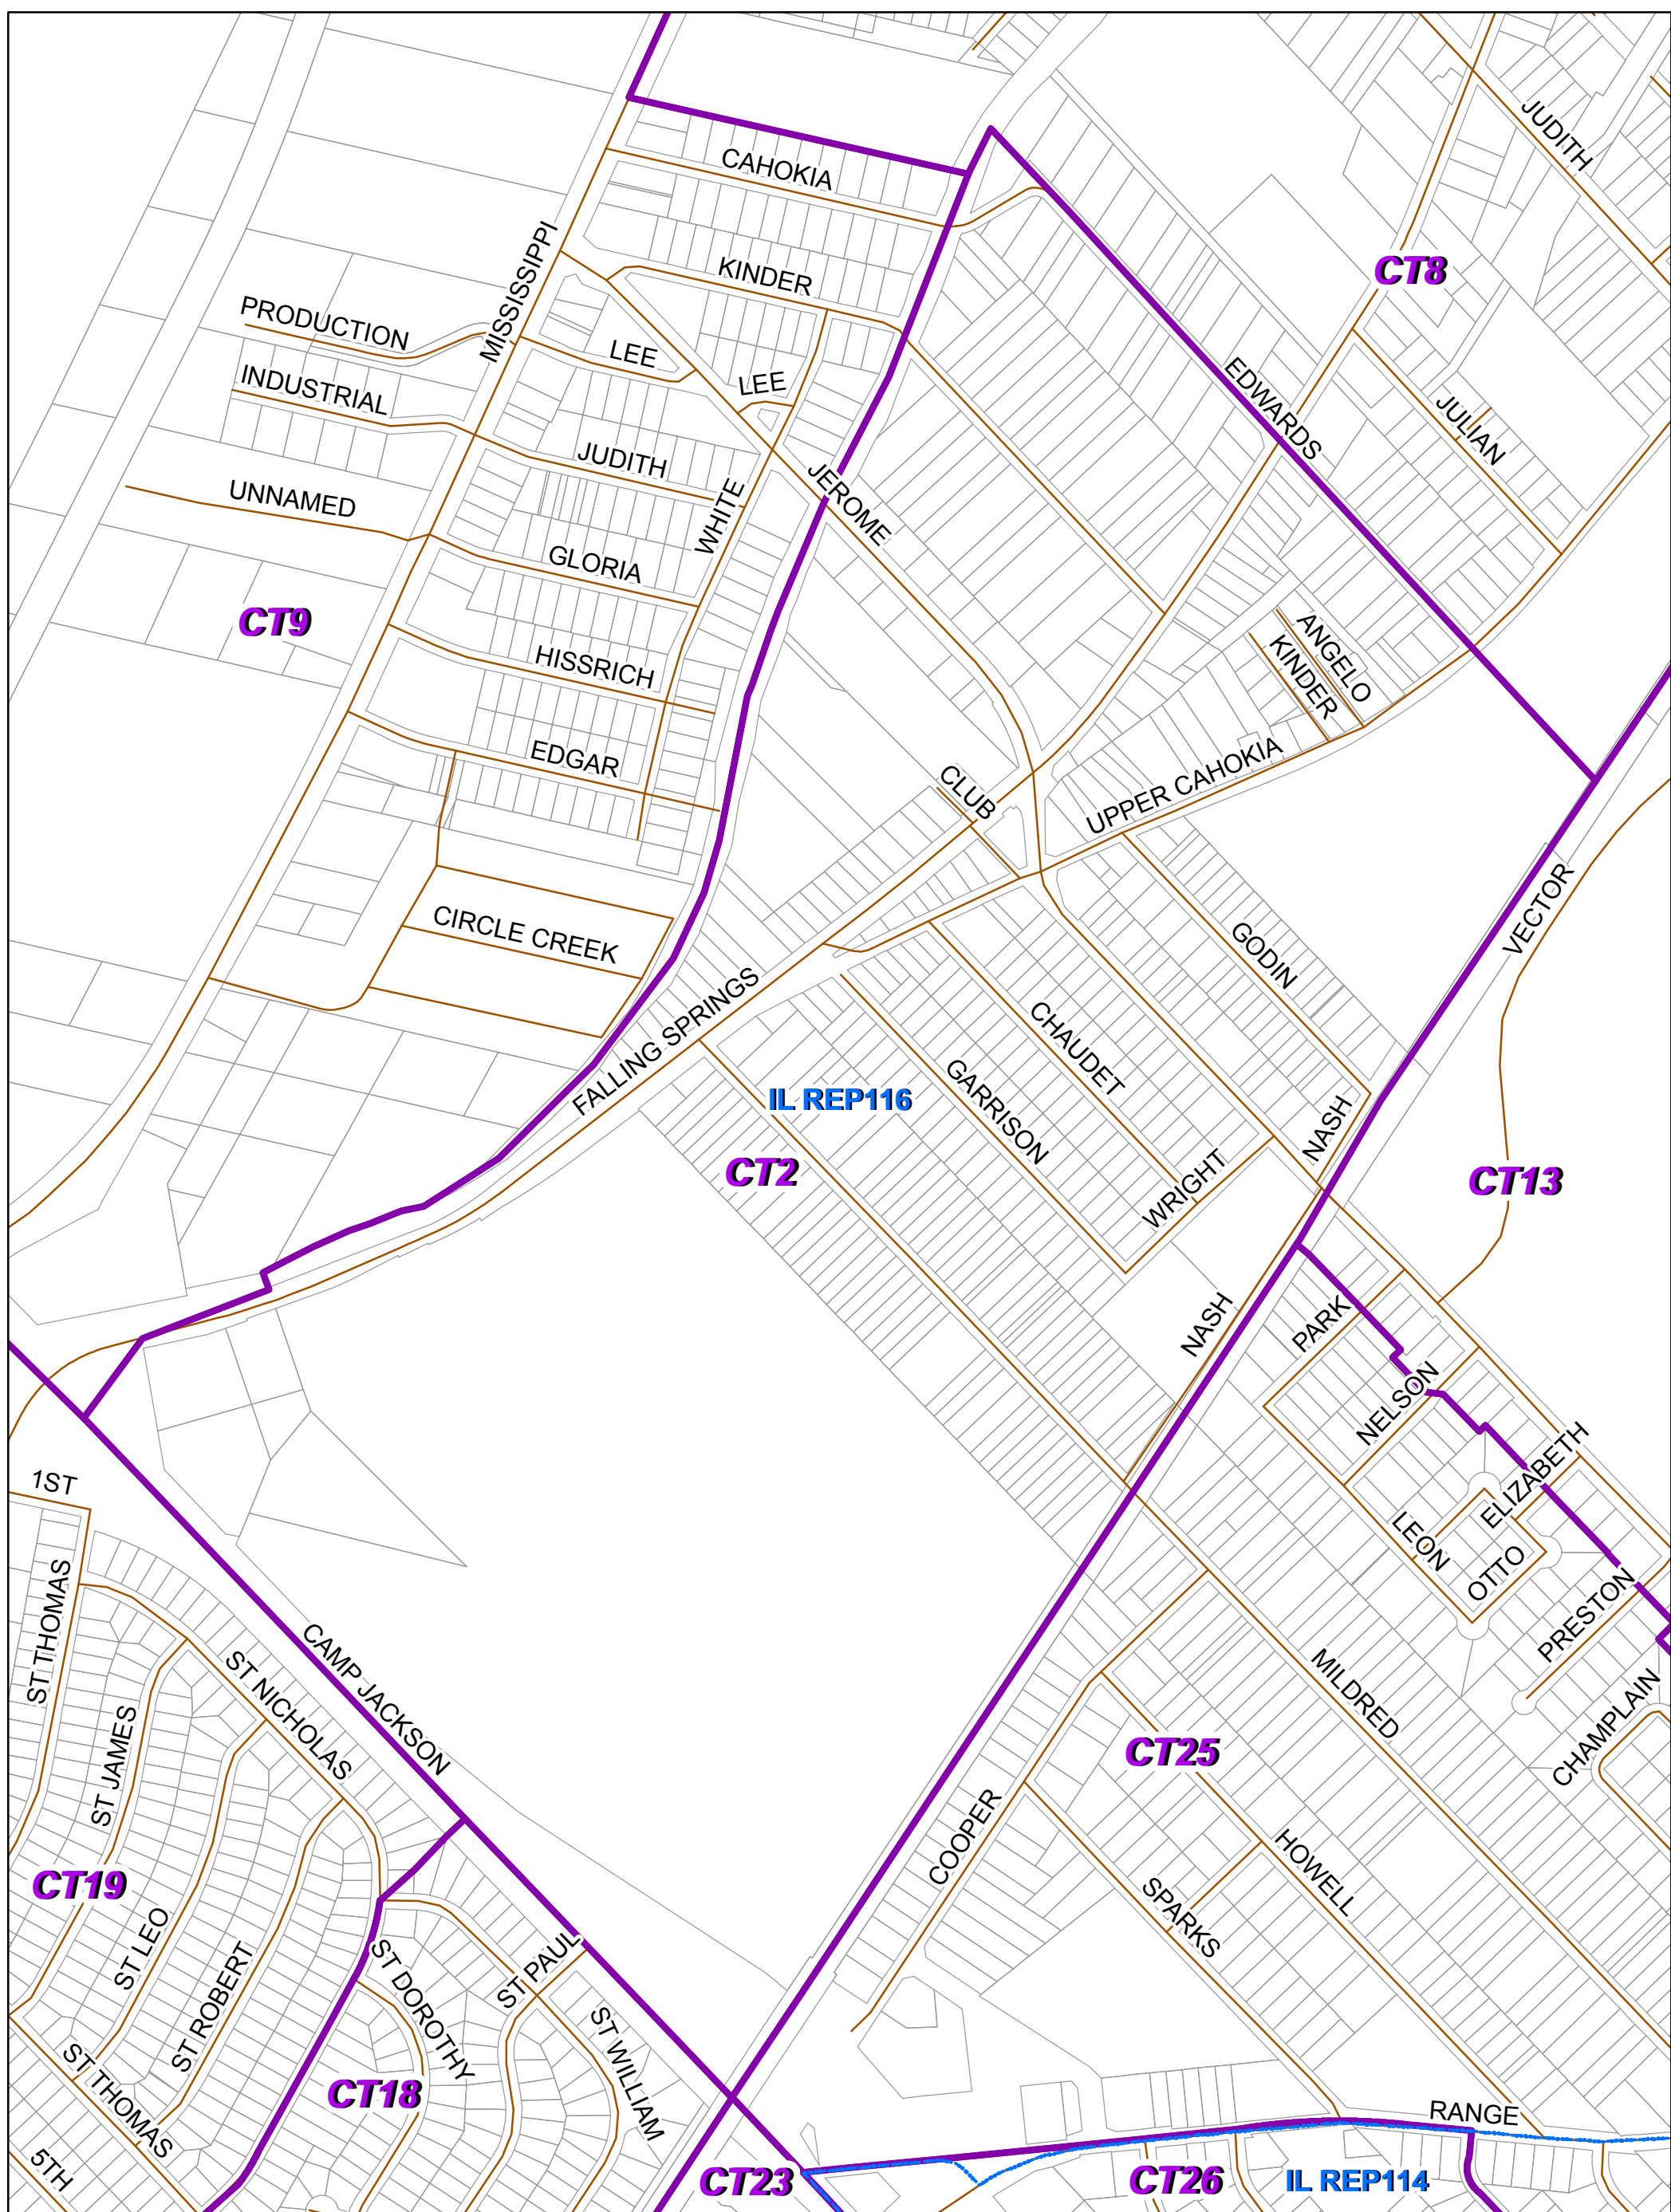 JUDITH
CAHOKIA
CT8
MISSISSIPPI
KINDER
PRODUCTION
LEE
LEE
INDUSTRIAL
EDWARDS
JULIAN
JUDITH
JEROME
UNNAMED
WHITE
GLORIA
CT9
HISSRICH
ANGELO
KINDER
EDGAR
CLUB
UPPER CAHOKIA
VECTOR
CIRCLE CREEK
GODIN
FALLING SPRINGS
CHAUDET
IL REP116
GARRISON
NASH
CT2
CT13
WRIGHT
NASH
PARK
NELSON
1ST
ELIZABETH
LEON
OTTO
ST THOMAS
PRESTON
CAMP JACKSON
ST NICHOLAS
MILDRED
CHAMPLAIN
ST JAMES
CT25
COOPER
HOWELL
CT19
SPARKS
ST LEO
ST ROBERT
ST DOROTHY
ST PAUL
ST WILLIAM
ST THOMAS
CT18
RANGE
5TH
CT23
CT26
IL REP114